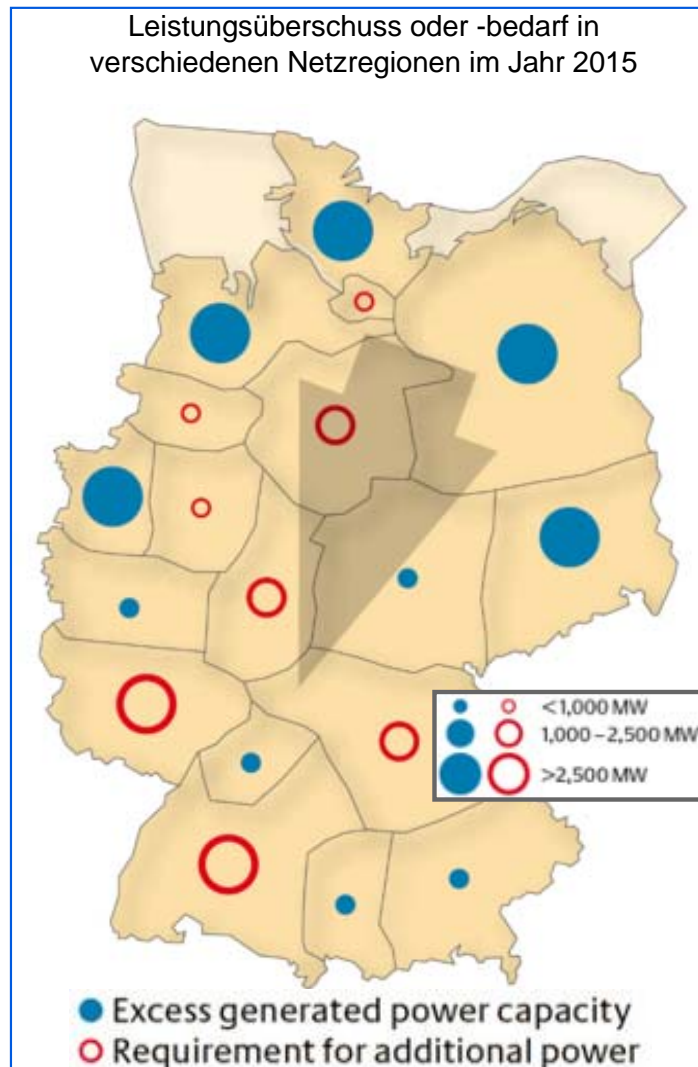 Leistungsüberschuss oder -bedarf in
verschiedenen Netzregionen im Jahr 2015
<1,000 MW
1,000–2,500 MW
>2,500 MW
Excess generated power capacity
Requirement for additional power